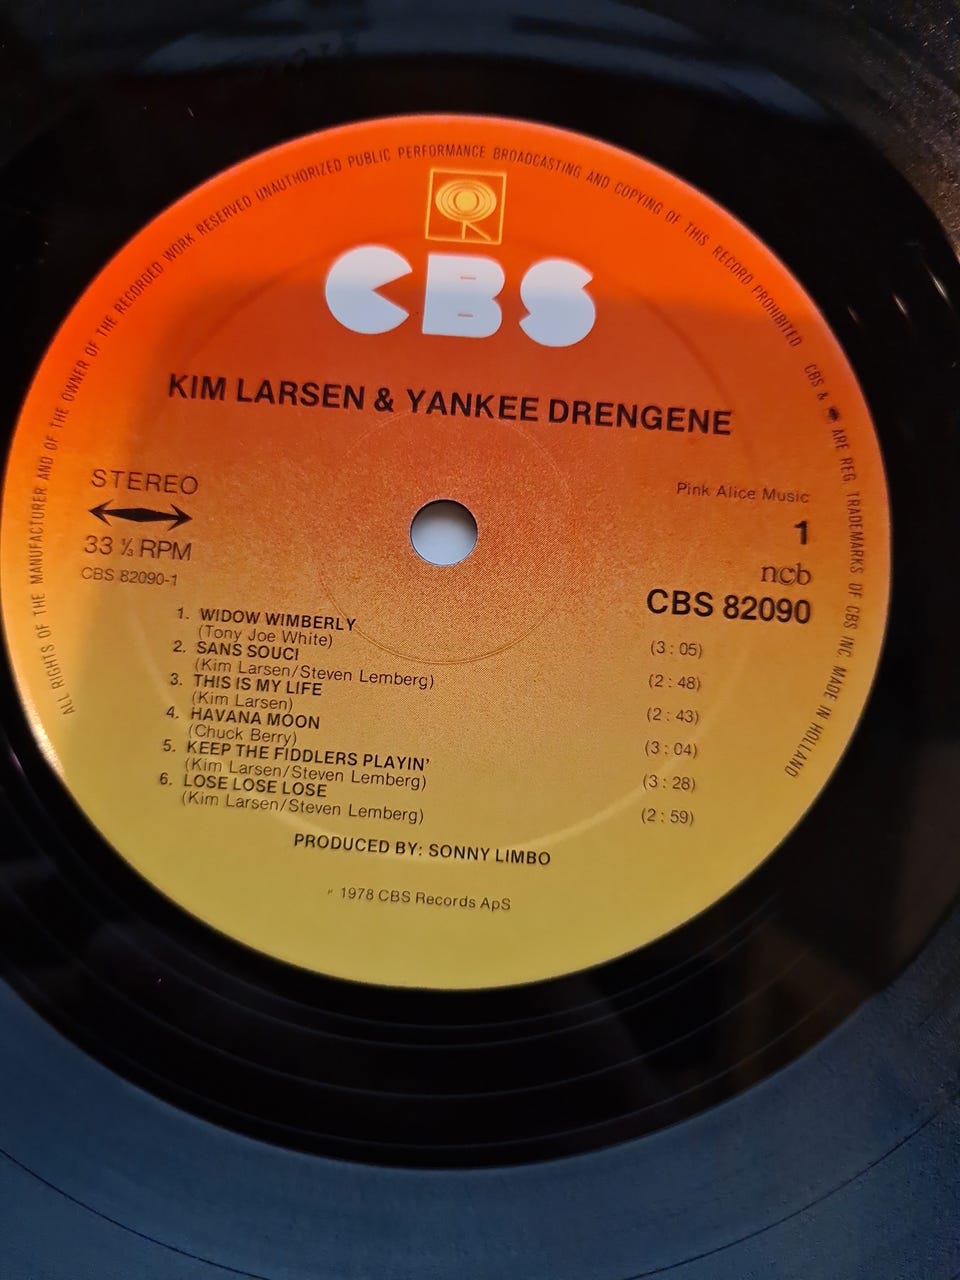 ALL RIGHTS OF THE MANUFACTURER AND OF THE OWNER OF THE RECORDED WORK RESERVED UNAUTHORIZED PUBLIC PERFORMANCE BROADCASTING AND COPYING OF THIS RECORD PROHIBITED CBS & ARE REG. TRADEMARKS OF CBS INC. MADE IN HOLLAND
CBS
KIM LARSEN & YANKEE DRENGENE
STEREO
33 ⅓ RPM
CBS 82090-1
Pink Alice Music
1
ncb
CBS 82090
1. WIDOW WIMBERLY
(Tony Joe White) (3:05)
2. SANS SOUCI
(Kim Larsen/Steven Lemberg) (2:48)
3. THIS IS MY LIFE
(Kim Larsen) (2:43)
4. HAVANA MOON
(Chuck Berry) (3:04)
5. KEEP THE FIDDLERS PLAYIN'
(Kim Larsen/Steven Lemberg) (3:28)
6. LOSE LOSE LOSE
(Kim Larsen/Steven Lemberg) (2:59)
PRODUCED BY: SONNY LIMBO
℗ 1978 CBS Records ApS